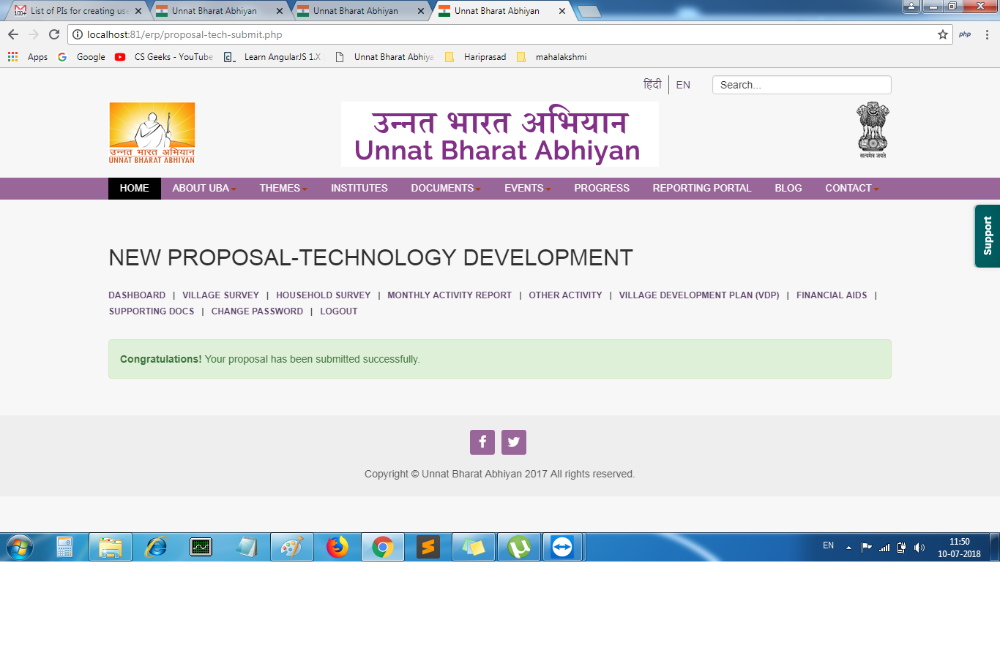 List of PIs for creating use
Unnat Bharat Abhiyan
Unnat Bharat Abhiyan
Unnat Bharat Abhiyan
localhost:81/erp/proposal-tech-submit.php
php
Apps Google CS Geeks - YouTube Learn AngularJS 1.X Unnat Bharat Abhiya Hariprasad mahalakshmi
हिंदी EN Search...
उन्नत भारत अभियान
UNNAT BHARAT ABHIYAN
उन्नत भारत अभियान
Unnat Bharat Abhiyan
सत्यमेव जयते
HOME ABOUT UBA THEMES INSTITUTES DOCUMENTS EVENTS PROGRESS REPORTING PORTAL BLOG CONTACT
Support
NEW PROPOSAL-TECHNOLOGY DEVELOPMENT
DASHBOARD | VILLAGE SURVEY | HOUSEHOLD SURVEY | MONTHLY ACTIVITY REPORT | OTHER ACTIVITY | VILLAGE DEVELOPMENT PLAN (VDP) | FINANCIAL AIDS |
SUPPORTING DOCS | CHANGE PASSWORD | LOGOUT
Congratulations! Your proposal has been submitted successfully.
Copyright © Unnat Bharat Abhiyan 2017 All rights reserved.
EN 11:50
10-07-2018